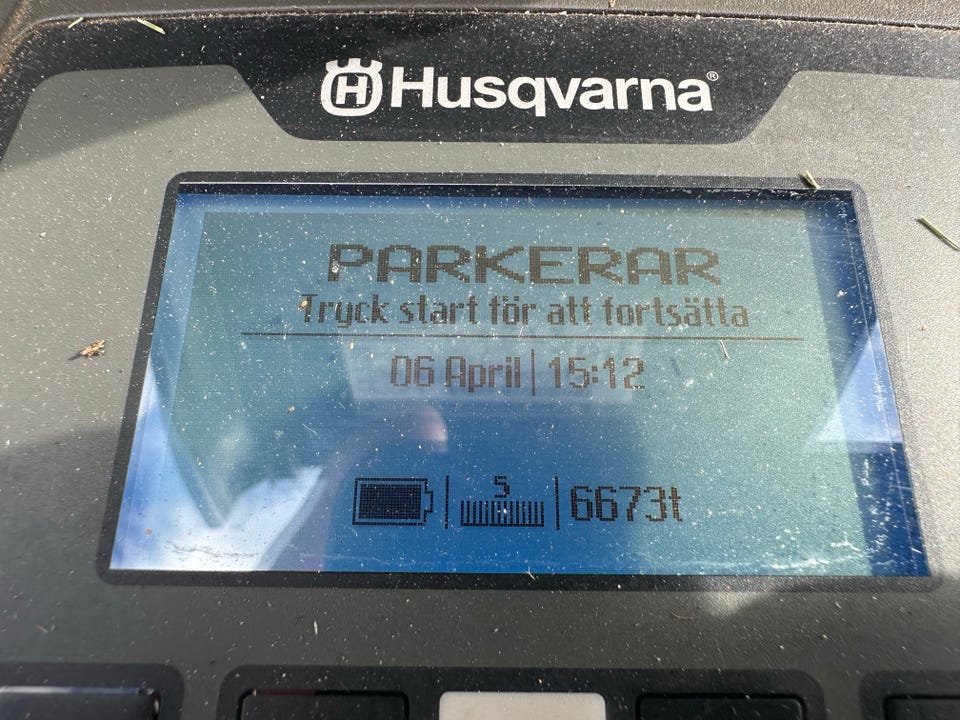 H Husqvarna®
PARKERAR
Tryck start för att fortsätta
06 April | 15:12
5
6673t